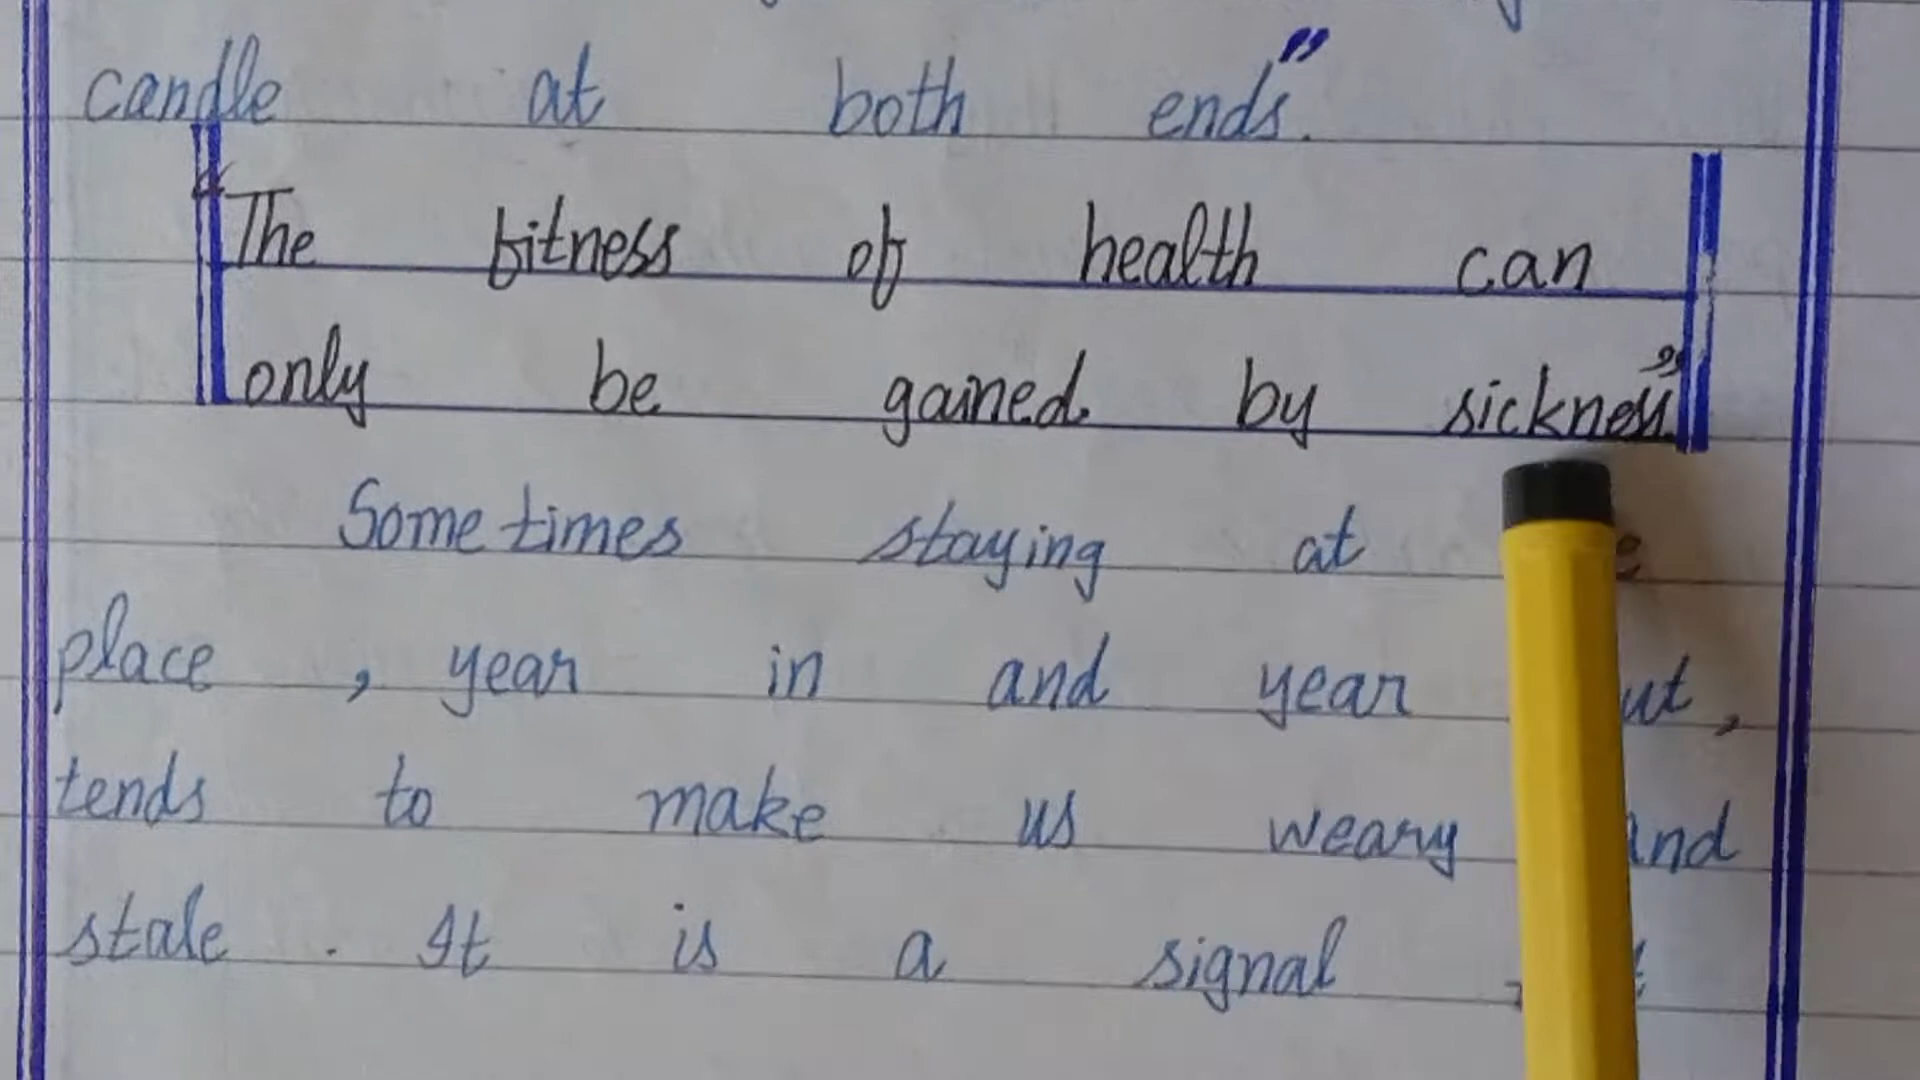 candle at both ends."
"The fitness of health can
only be gained by sickness"
Sometimes staying at
place, year in and year
tends to make us weary and
stale. It is a signal